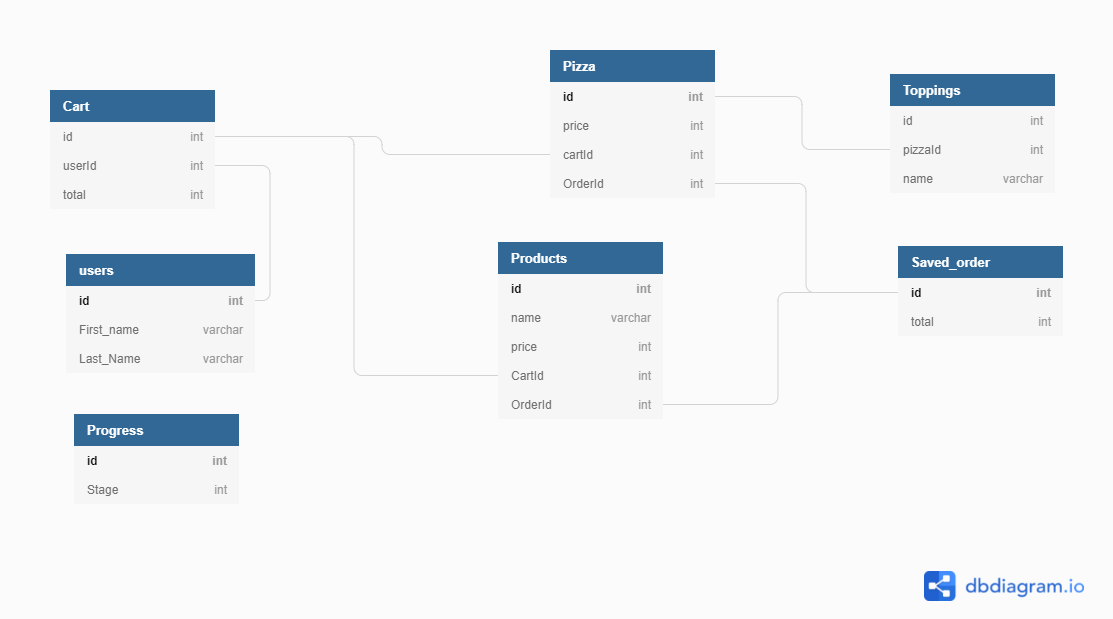 Cart
id int
userId int
total int
users
id int
First_name varchar
Last_Name varchar
Progress
id int
Stage int
Pizza
id int
price int
cartId int
OrderId int
Products
id int
name varchar
price int
CartId int
OrderId int
Toppings
id int
pizzaId int
name varchar
Saved_order
id int
total int
dbdiagram.io